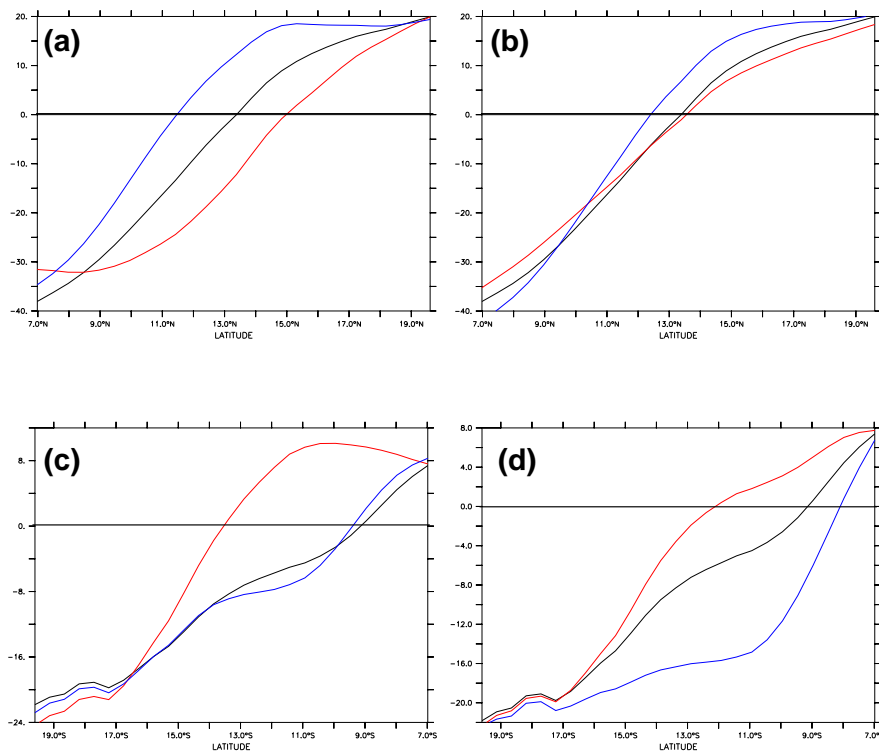 (a)
20.
10.
0.
-10.
-20.
-30.
-40.
7.0°N 9.0°N 11.0°N 13.0°N 15.0°N 17.0°N 19.0°N
LATITUDE
(b)
20.
10.
0.
-10.
-20.
-30.
-40.
7.0°N 9.0°N 11.0°N 13.0°N 15.0°N 17.0°N 19.0°N
LATITUDE
(c)
8.
0.
-8.
-16.
-24.
19.0°S 17.0°S 15.0°S 13.0°S 11.0°S 9.0°S 7.0°S
LATITUDE
(d)
8.0
4.0
0.0
-4.0
-8.0
-12.0
-16.0
-20.0
19.0°S 17.0°S 15.0°S 13.0°S 11.0°S 9.0°S 7.0°S
LATITUDE